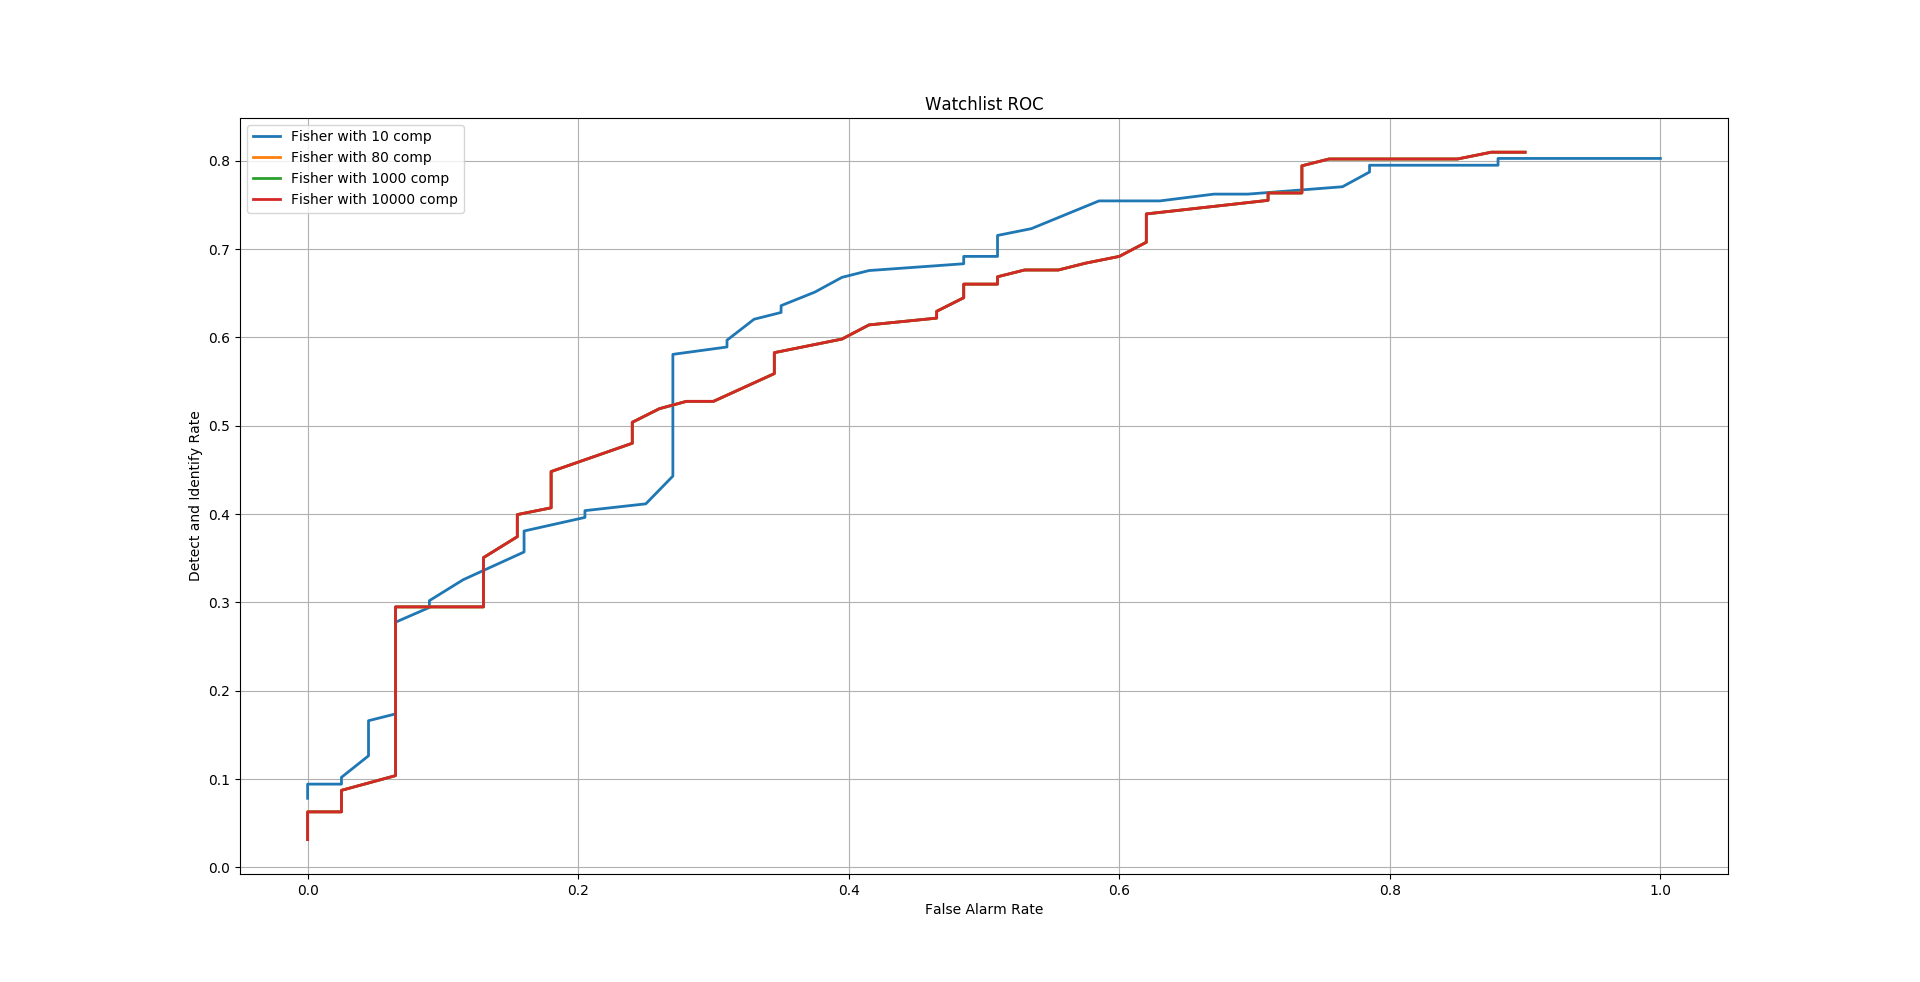 Watchlist ROC
Fisher with 10 comp
Fisher with 80 comp
Fisher with 1000 comp
Fisher with 10000 comp
Detect and Identify Rate
0.8
0.7
0.6
0.5
0.4
0.3
0.2
0.1
0.0
0.0 0.2 0.4 0.6 0.8 1.0
False Alarm Rate